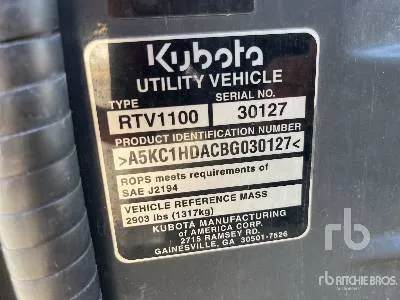 Kubota
UTILITY VEHICLE
TYPE SERIAL NO.
RTV1100 30127
PRODUCT IDENTIFICATION NUMBER
>A5KC1HDACBG030127<
ROPS meets requirements of
SAE J2194
VEHICLE REFERENCE MASS
2903 lbs (1317kg)
KUBOTA MANUFACTURING
of AMERICA CORP.
2715 RAMSEY RD.
GAINESVILLE, GA 30501-7626
rb
rb RITCHIE BROS.